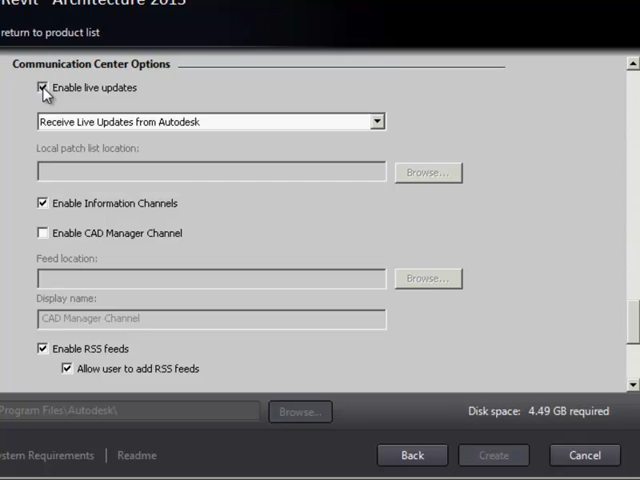 Revit Architecture 2013
return to product list
Communication Center Options
Enable live updates
Receive Live Updates from Autodesk
Local patch list location:
Browse...
Enable Information Channels
Enable CAD Manager Channel
Feed location:
Browse...
Display name:
CAD Manager Channel
Enable RSS feeds
Allow user to add RSS feeds
Program Files\Autodesk\
Browse...
Disk space: 4.49 GB required
ystem Requirements | Readme
Back
Create
Cancel